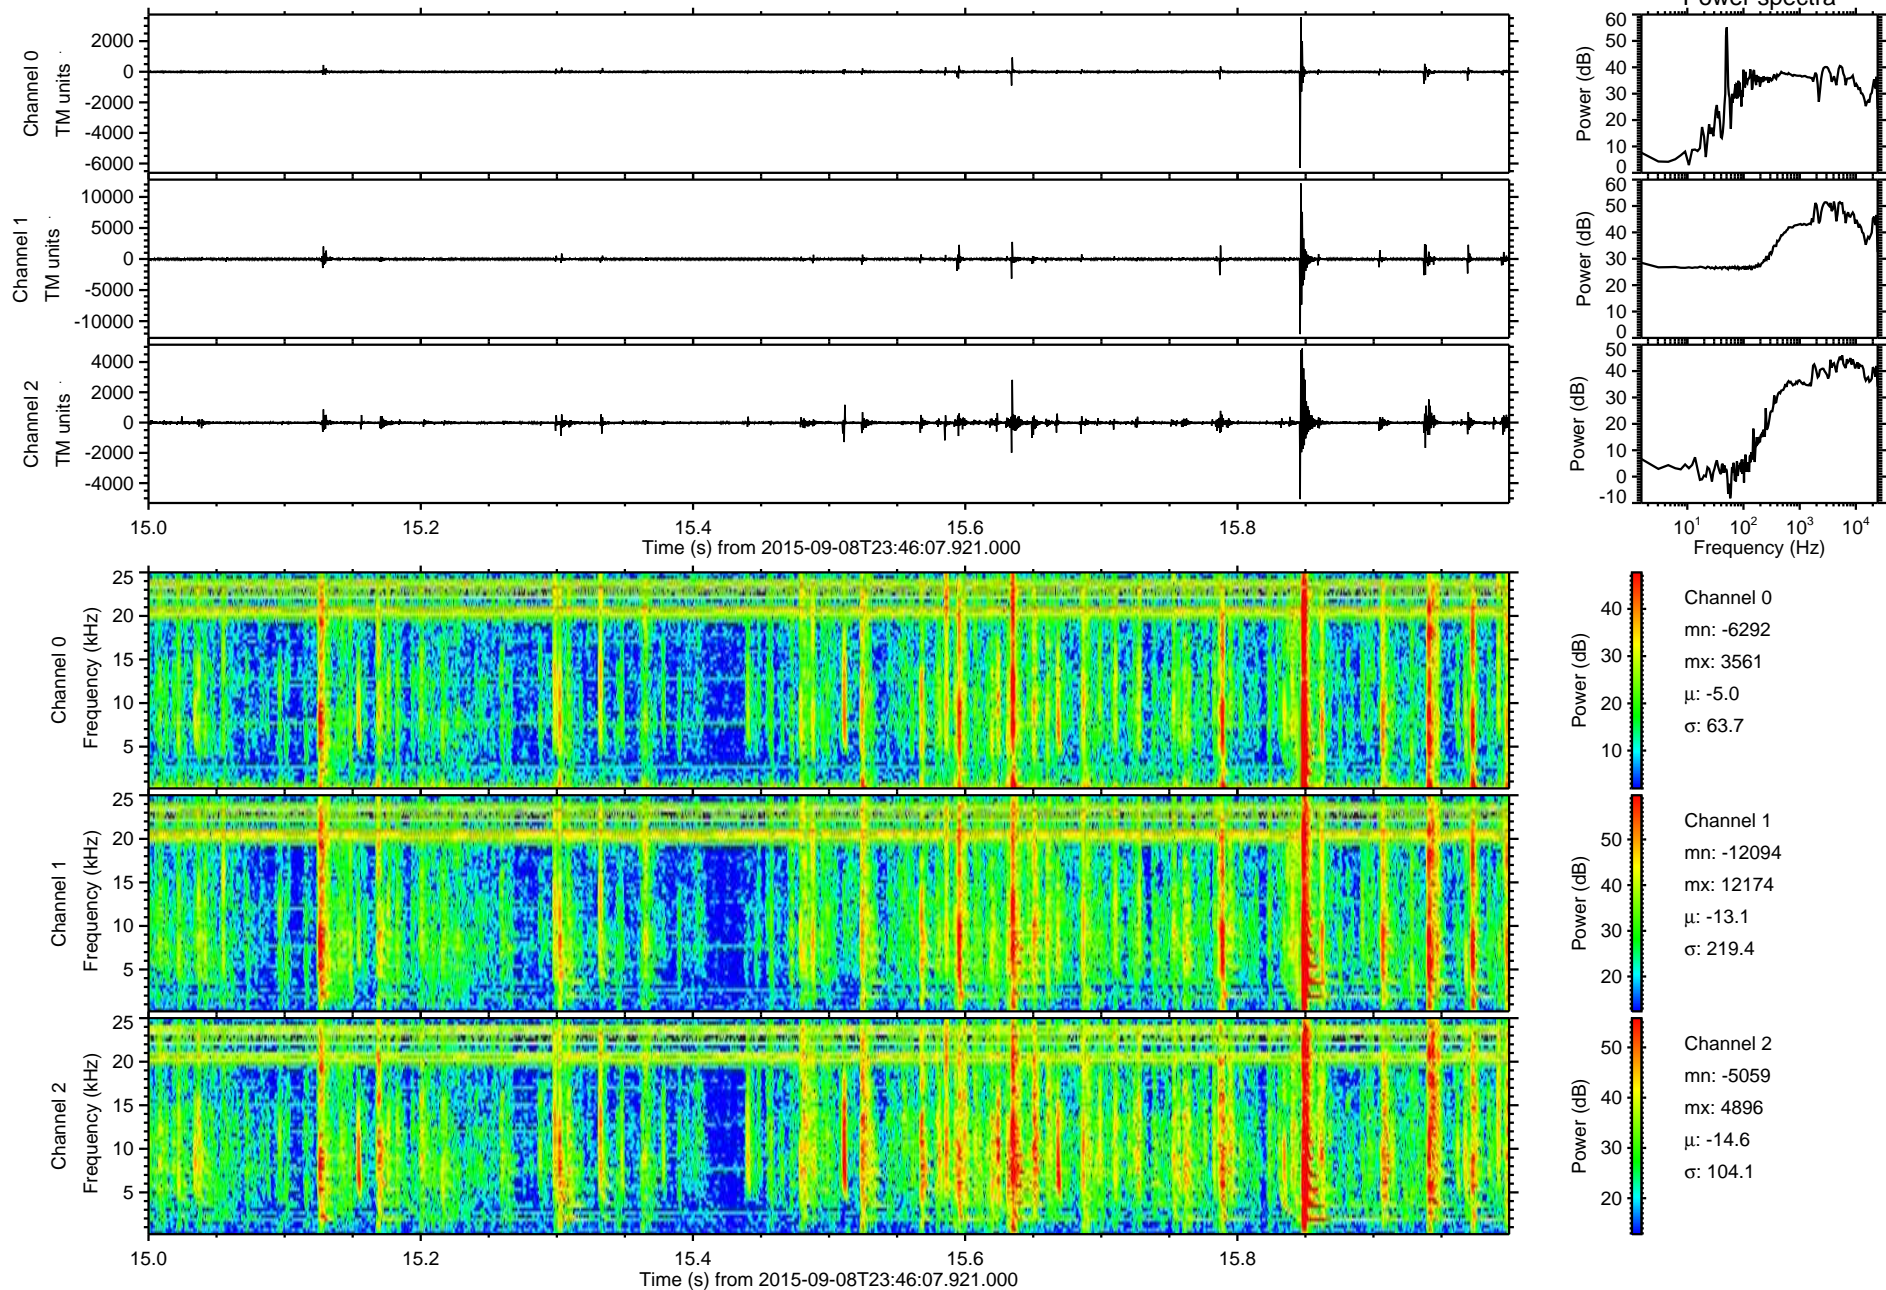 Power spectra
Channel 0
TM units
2000
0
-2000
-4000
-6000
Power (dB)
60
50
40
30
20
10
0
Channel 1
TM units
10000
5000
0
-5000
-10000
Power (dB)
60
50
40
30
20
10
0
Channel 2
TM units
4000
2000
0
-2000
-4000
Power (dB)
50
40
30
20
10
0
-10
15.0 15.2 15.4 15.6 15.8
Time (s) from 2015-09-08T23:46:07.921.000
10^1 10^2 10^3 10^4
Frequency (Hz)
Channel 0
Frequency (kHz)
25
20
15
10
5
Power (dB)
40
30
20
10
Channel 0
mn: -6292
mx: 3561
μ: -5.0
σ: 63.7
Channel 1
Frequency (kHz)
25
20
15
10
5
Power (dB)
50
40
30
20
Channel 1
mn: -12094
mx: 12174
μ: -13.1
σ: 219.4
Channel 2
Frequency (kHz)
25
20
15
10
5
Power (dB)
50
40
30
20
Channel 2
mn: -5059
mx: 4896
μ: -14.6
σ: 104.1
15.0 15.2 15.4 15.6 15.8
Time (s) from 2015-09-08T23:46:07.921.000